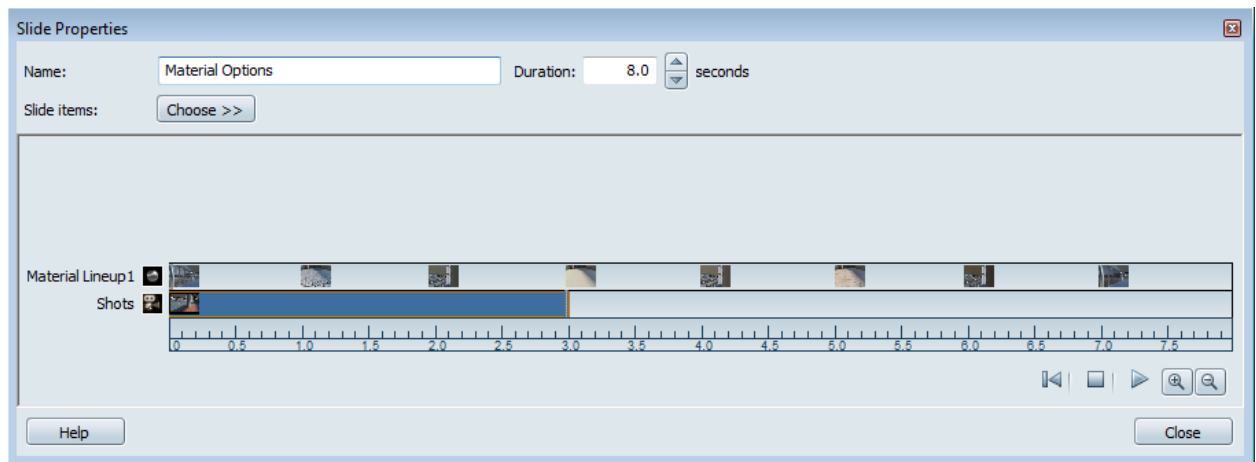 Slide Properties
Name: Material Options Duration: 8.0 seconds
Slide items: Choose >>
Material Lineup1
Shots
0 0.5 1.0 1.5 2.0 2.5 3.0 3.5 4.0 4.5 5.0 5.5 6.0 6.5 7.0 7.5
Help Close